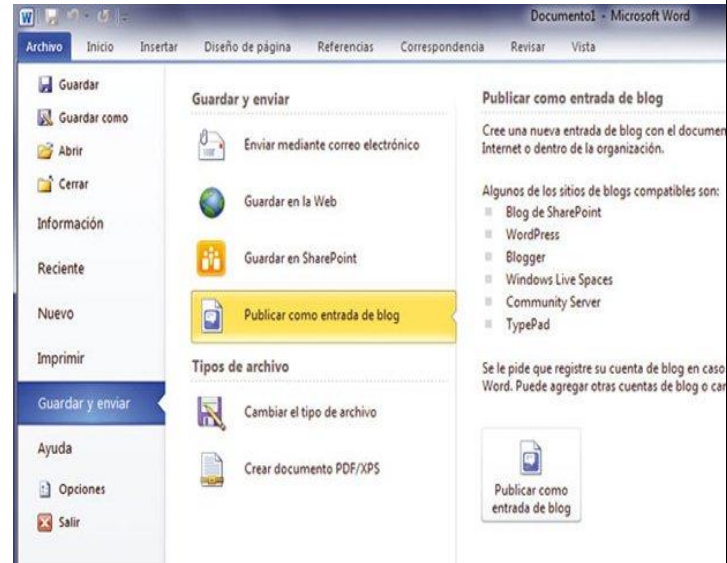 Documento1 - Microsoft Word
Archivo Inicio Insertar Diseño de página Referencias Correspondencia Revisar Vista
Guardar
Guardar como
Abrir
Cerrar
Información
Reciente
Nuevo
Imprimir
Guardar y enviar
Ayuda
Opciones
Salir
Guardar y enviar
Enviar mediante correo electrónico
Guardar en la Web
Guardar en SharePoint
Publicar como entrada de blog
Tipos de archivo
Cambiar el tipo de archivo
Crear documento PDF/XPS
Publicar como entrada de blog
Cree una nueva entrada de blog con el documen
Internet o dentro de la organización.
Algunos de los sitios de blogs compatibles son:
Blog de SharePoint
WordPress
Blogger
Windows Live Spaces
Community Server
TypePad
Se le pide que registre su cuenta de blog en caso
Word. Puede agregar otras cuentas de blog o car
Publicar como
entrada de blog